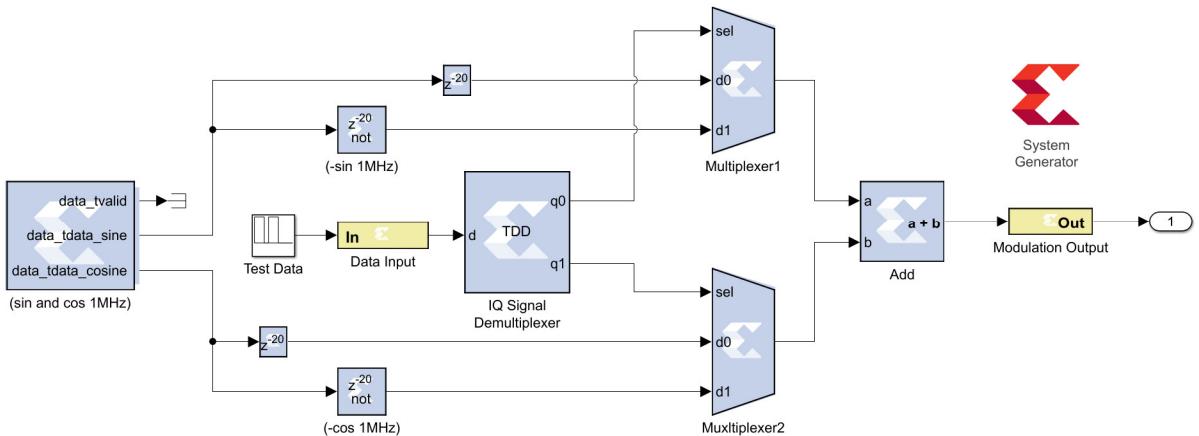 sel
d0
d1
Multiplexer1
z-20
z-20
not
(-sin 1MHz)
System
Generator
data_tvalid
data_tdata_sine
data_tdata_cosine
(sin and cos 1MHz)
Test Data
In
Data Input
d
TDD
q0
q1
IQ Signal
Demultiplexer
a
b
a + b
Add
Out
Modulation Output
1
sel
d0
d1
Muxltiplexer2
z-20
z-20
not
(-cos 1MHz)